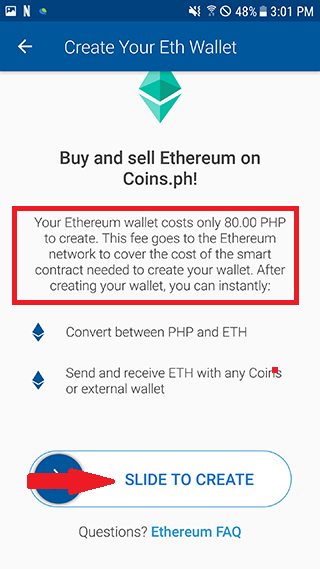 48% 3:01 PM
Create Your Eth Wallet
Buy and sell Ethereum on
Coins.ph!
Your Ethereum wallet costs only 80.00 PHP
to create. This fee goes to the Ethereum
network to cover the cost of the smart
contract needed to create your wallet. After
creating your wallet, you can instantly:
Convert between PHP and ETH
Send and receive ETH with any Coins
or external wallet
SLIDE TO CREATE
Questions? Ethereum FAQ